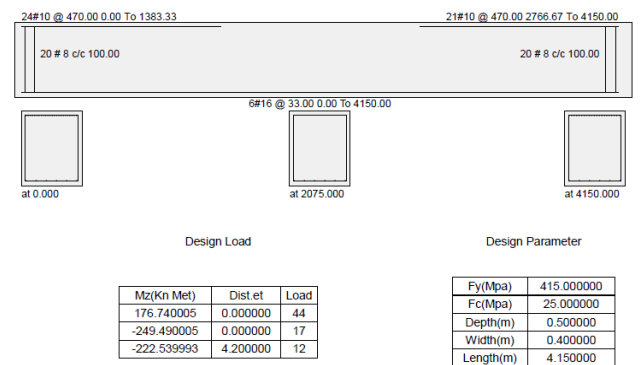 24#10 @ 470.00 0.00 To 1383.33 21#10 @ 470.00 2766.67 To 4150.00
20 # 8 c/c 100.00 20 # 8 c/c 100.00
6#16 @ 33.00 0.00 To 4150.00
at 0.000 at 2075.000 at 4150.000
Design Load Design Parameter
Mz(Kn Met) Dist.et Load
176.740005 0.000000 44
-249.490005 0.000000 17
-222.539993 4.200000 12
Fy(Mpa) 415.000000
Fc(Mpa) 25.000000
Depth(m) 0.500000
Width(m) 0.400000
Length(m) 4.150000